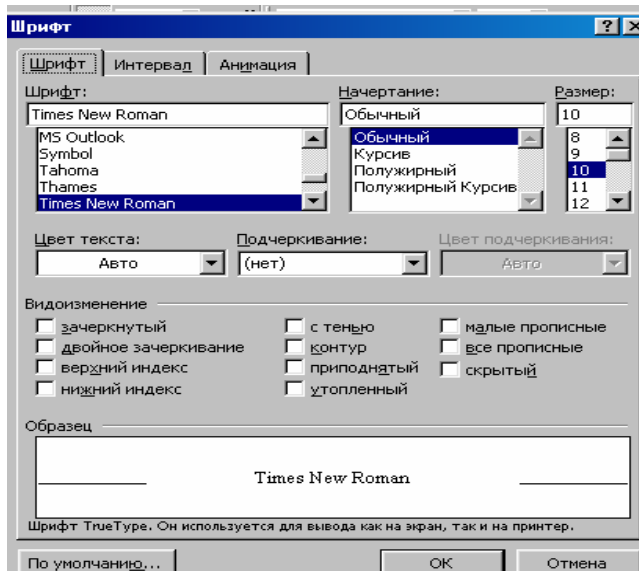 Шрифт
Шрифт Интервал Анимация
Шрифт: Начертание: Размер:
Times New Roman Обычный 10
MS Outlook Обычный 8
Symbol Курсив 9
Tahoma Полужирный 10
Thames Полужирный Курсив 11
Times New Roman 12
Цвет текста: Подчеркивание: Цвет подчеркивания:
Авто (нет) Авто
Видоизменение
зачеркнутый с тенью малые прописные
двойное зачеркивание контур все прописные
верхний индекс приподнятый скрытый
нижний индекс утопленный
Образец
Times New Roman
Шрифт TrueType. Он используется для вывода как на экран, так и на принтер.
По умолчанию... ОК Отмена